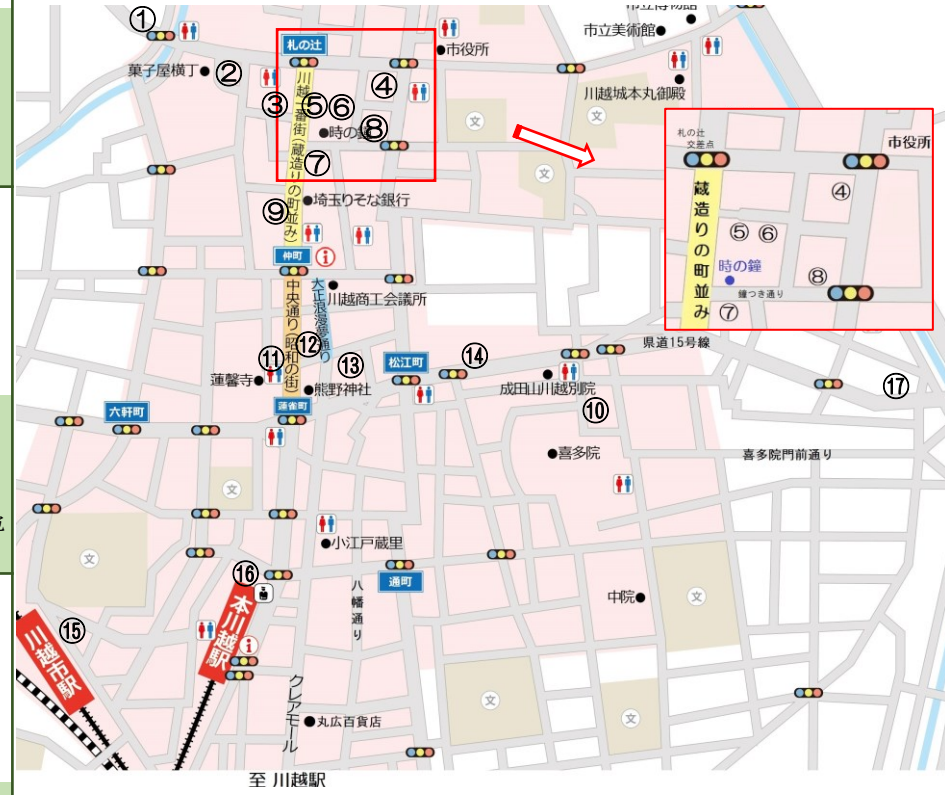 ①
市立博物館
市立美術館
札の辻
市役所
菓子屋横丁
②
川越城本丸御殿
③
⑤
⑥
④
川越一番街(蔵造りの町並み)
時の鐘
⑧
文
文
⑦
文
⑨
埼玉りそな銀行
札の辻
交差点
市役所
④
蔵造りの町並み
⑤
⑥
時の鐘
⑧
鐘つき通り
⑦
仲町
川越商工会議所
中央通り(昭和の街)
大正浪漫夢通り
県道15号線
⑪
⑫
⑬
松江町
⑭
蓮馨寺
熊野神社
成田山川越別院
⑰
蓮雀町
六軒町
⑩
喜多院
喜多院門前通り
文
小江戸蔵里
文
⑯
八幡通り
通町
中院
文
⑮
本川越駅
川越市駅
クレアモール
丸広百貨店
文
文
至 川越駅